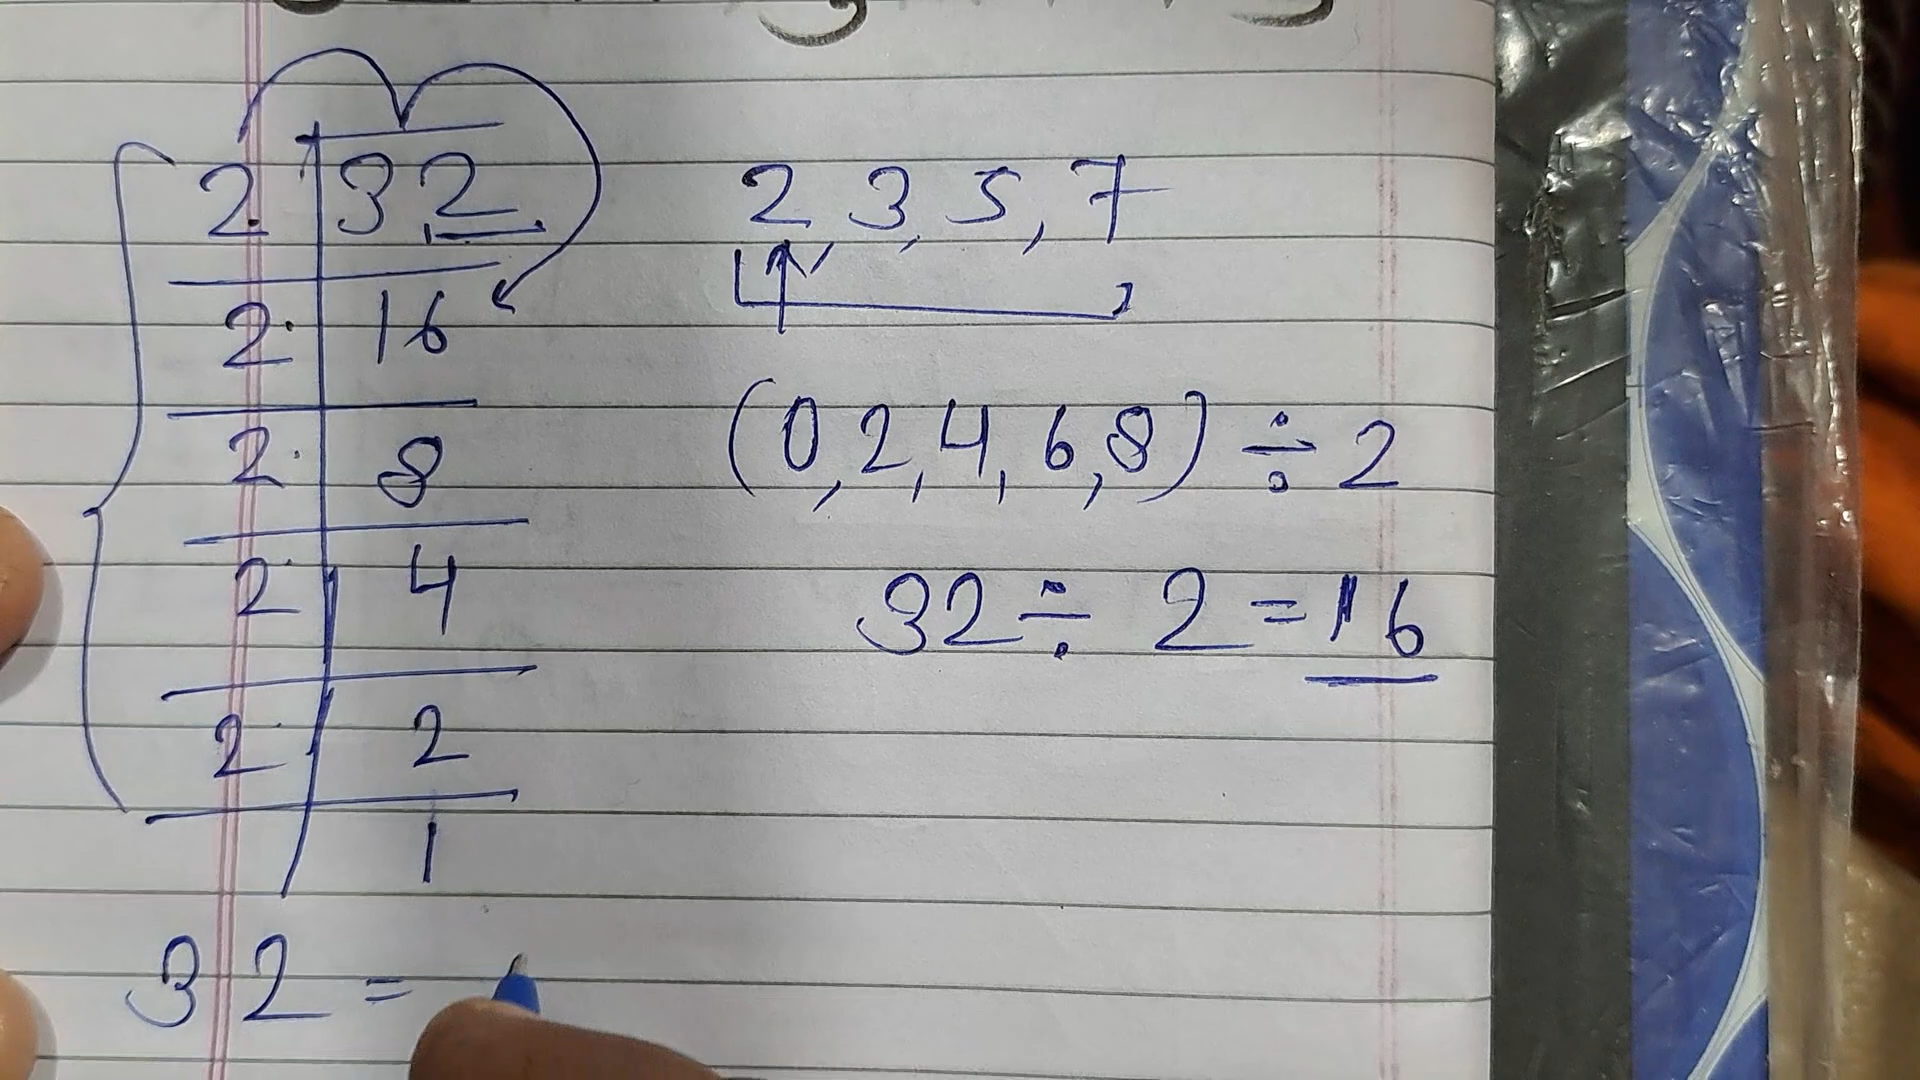 2 | 32
2 | 16
2 | 8
2 | 4
2 | 2
1
32 =
2, 3, 5, 7
(0, 2, 4, 6, 8) ÷ 2
32 ÷ 2 = 16